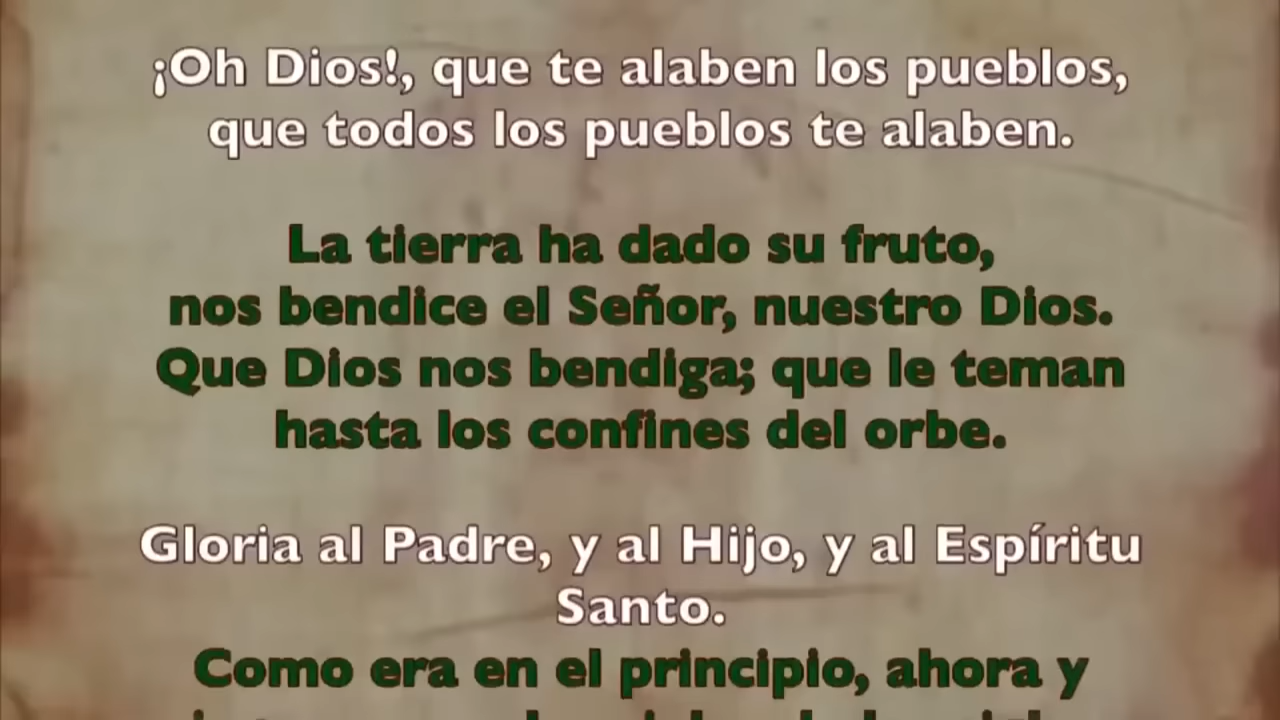 ¡Oh Dios!, que te alaben los pueblos,
que todos los pueblos te alaben.
La tierra ha dado su fruto,
nos bendice el Señor, nuestro Dios.
Que Dios nos bendiga; que le teman
hasta los confines del orbe.
Gloria al Padre, y al Hijo, y al Espíritu
Santo.
Como era en el principio, ahora y